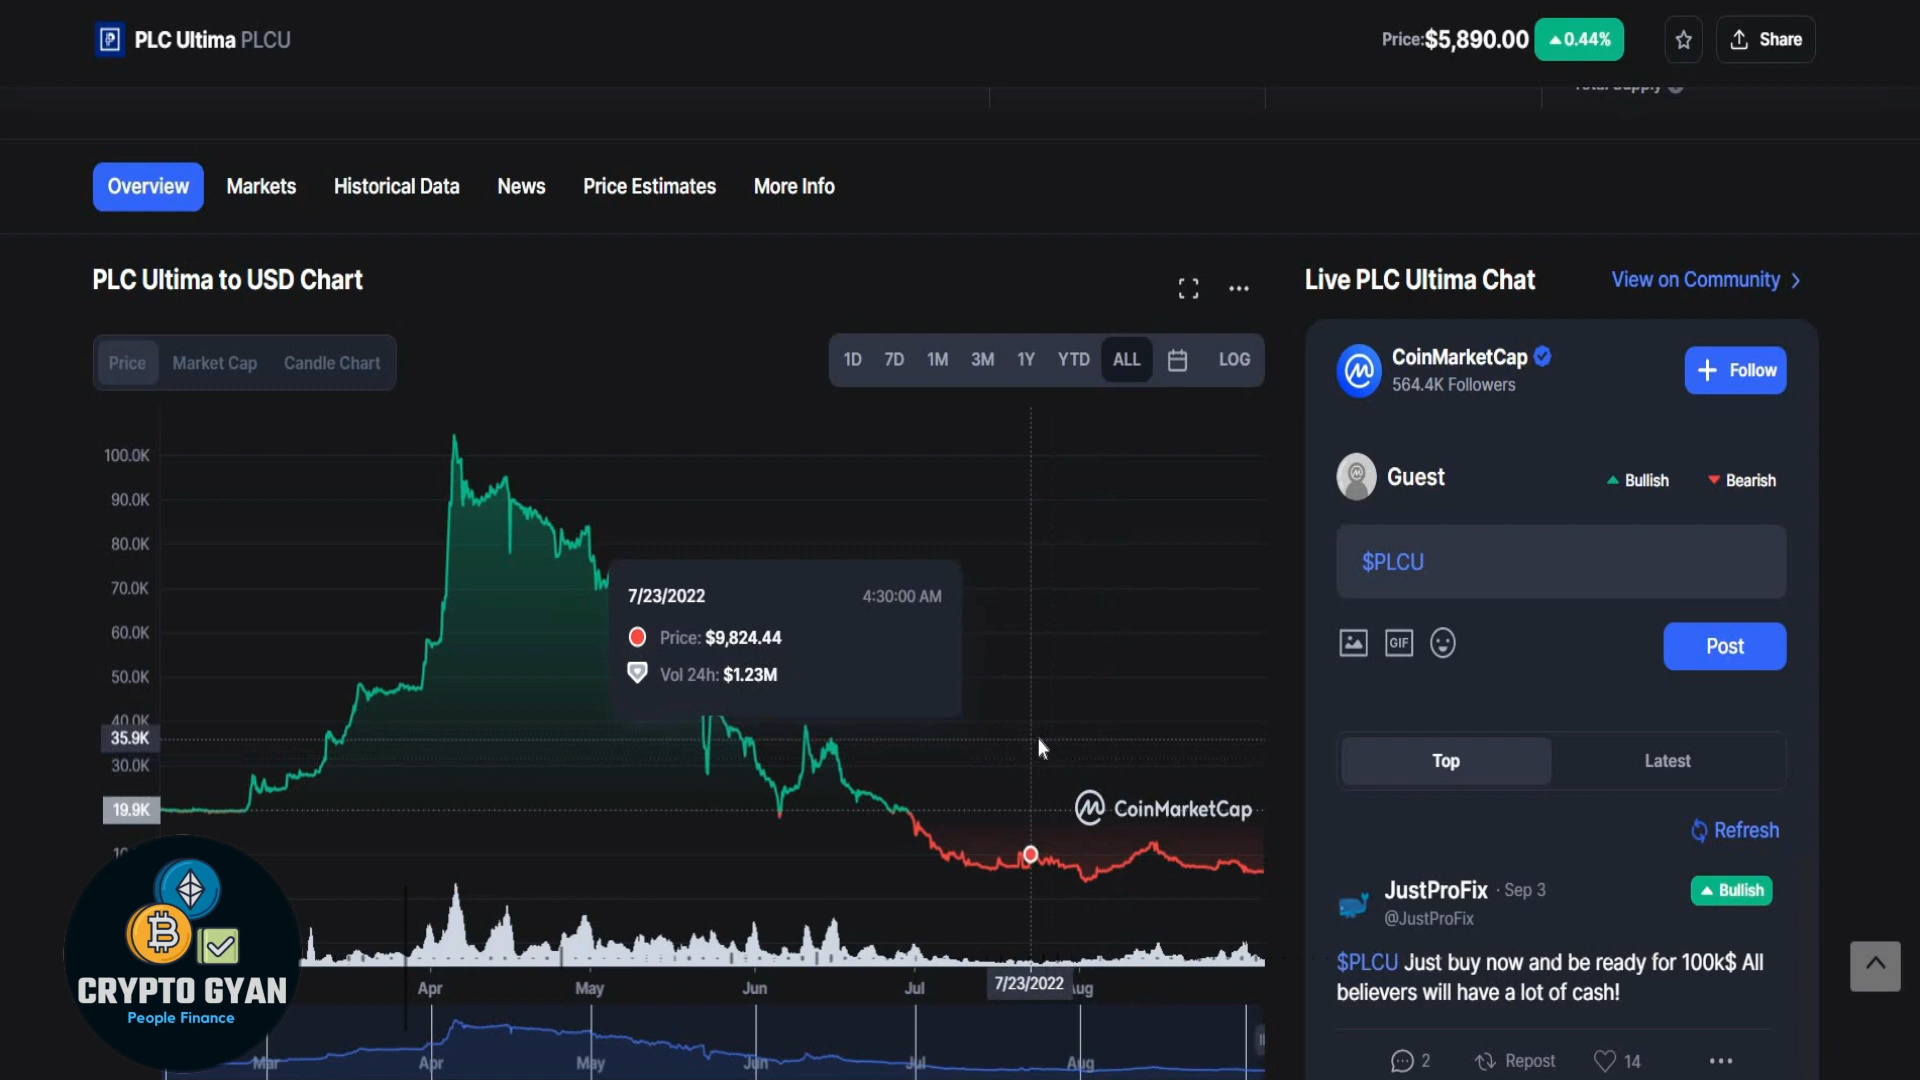 PLC Ultima PLCU
Price:$5,890.00
0.44%
Share
Total Supply
Overview
Markets
Historical Data
News
Price Estimates
More Info
PLC Ultima to USD Chart
Price
Market Cap
Candle Chart
1D
7D
1M
3M
1Y
YTD
ALL
LOG
100.0K
90.0K
80.0K
70.0K
60.0K
50.0K
40.0K
35.9K
30.0K
19.9K
7/23/2022
4:30:00 AM
Price: $9,824.44
Vol 24h: $1.23M
CoinMarketCap
Apr
May
Jun
Jul
7/23/2022
Mar
Apr
May
Jun
Jul
Aug
CRYPTO GYAN
People Finance
Live PLC Ultima Chat
View on Community
CoinMarketCap
564.4K Followers
Follow
Guest
Bullish
Bearish
$PLCU
GIF
Post
Top
Latest
Refresh
JustProFix · Sep 3
@JustProFix
Bullish
$PLCU Just buy now and be ready for 100k$ All
believers will have a lot of cash!
2
Repost
14